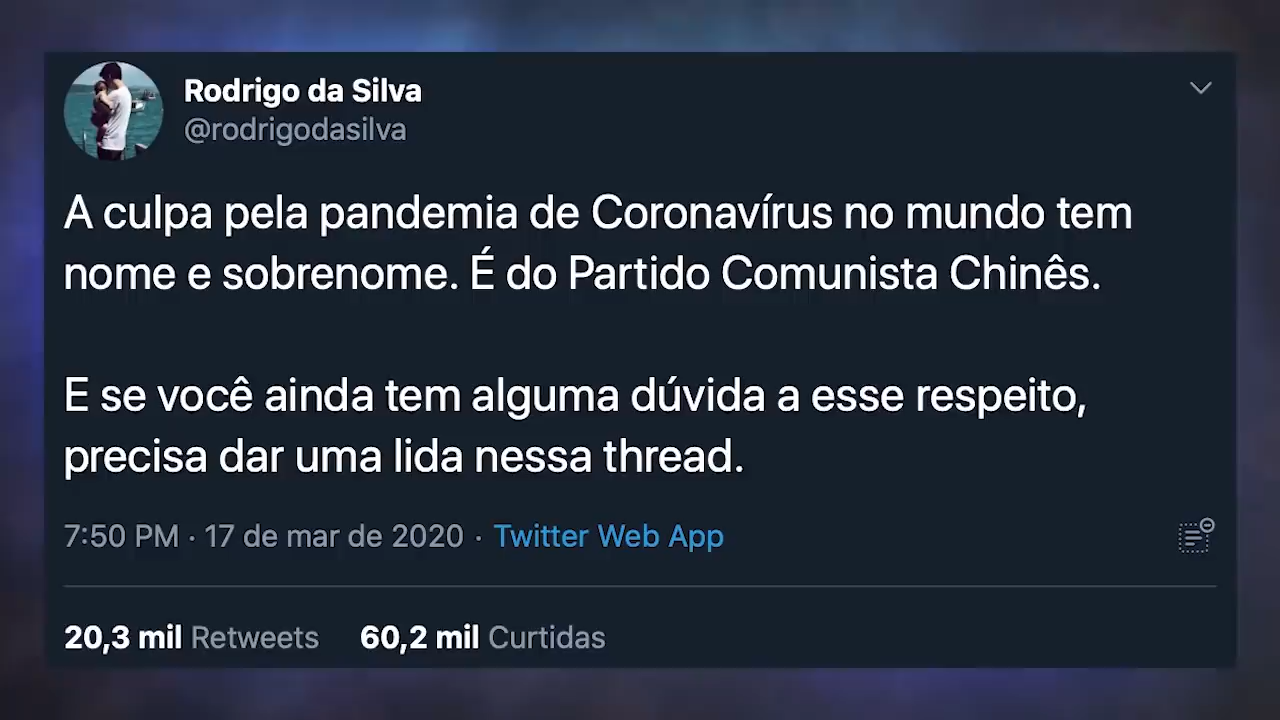 Rodrigo da Silva
@rodrigodasilva
A culpa pela pandemia de Coronavírus no mundo tem
nome e sobrenome. É do Partido Comunista Chinês.
E se você ainda tem alguma dúvida a esse respeito,
precisa dar uma lida nessa thread.
7:50 PM · 17 de mar de 2020 · Twitter Web App
20,3 mil Retweets 60,2 mil Curtidas